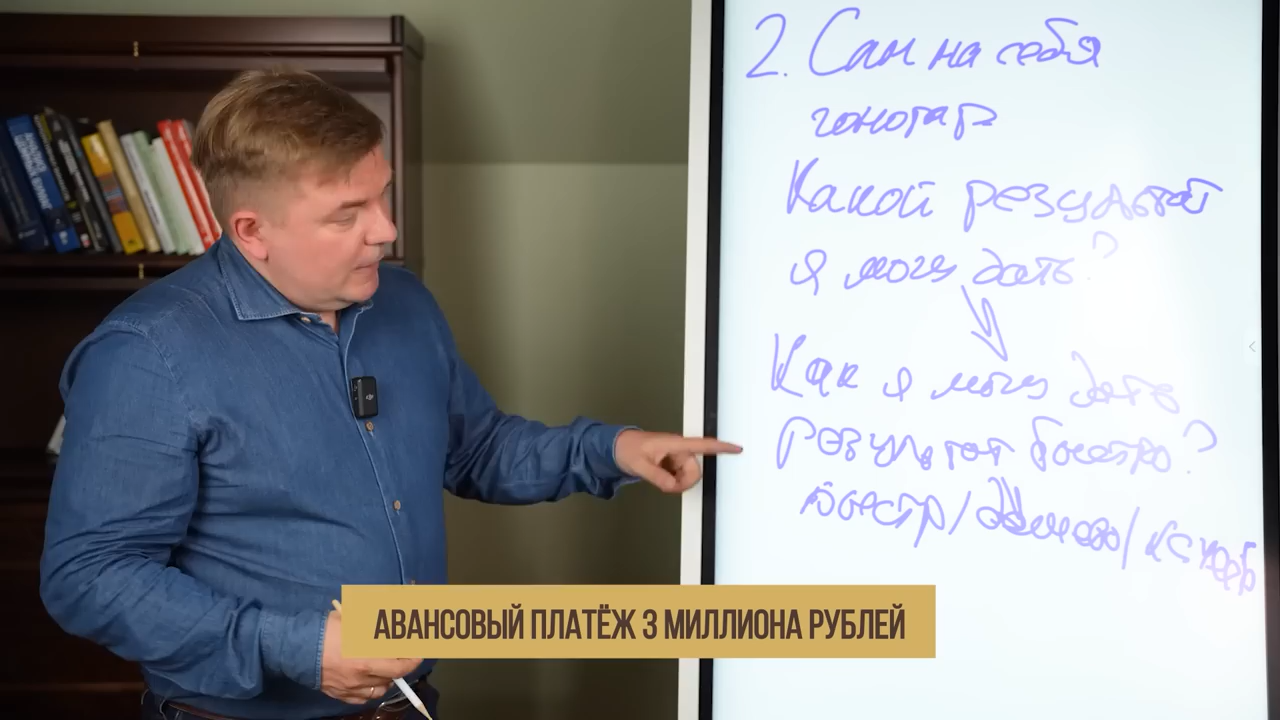 2. Сам на себя
гонорар
Какой результат
я могу дать?
Как я могу дать
результат быстро?
АВАНСОВЫЙ ПЛАТЁЖ 3 МИЛЛИОНА РУБЛЕЙ